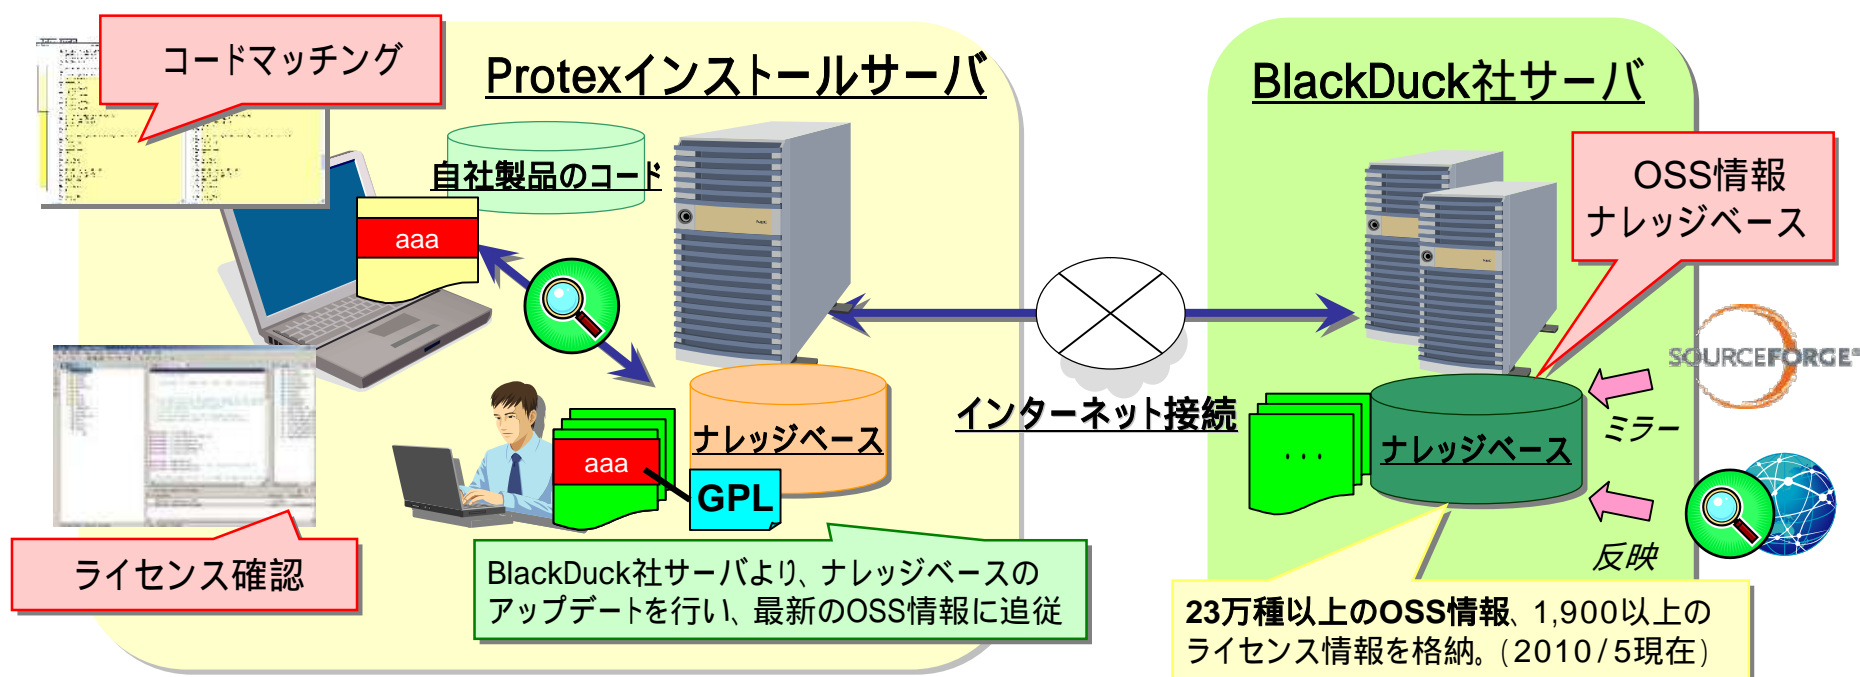 コードマッチング
Protexインストールサーバ
自社製品のコード
aaa
ライセンス確認
aaa
GPL
ナレッジベース
BlackDuck社サーバより、ナレッジベースの
アップデートを行い、最新のOSS情報に追従
インターネット接続
BlackDuck社サーバ
OSS情報
ナレッジベース
SOURCEFORGE
ミラー
・・・
ナレッジベース
反映
23万種以上のOSS情報、1,900以上の
ライセンス情報を格納。(2010/5現在)